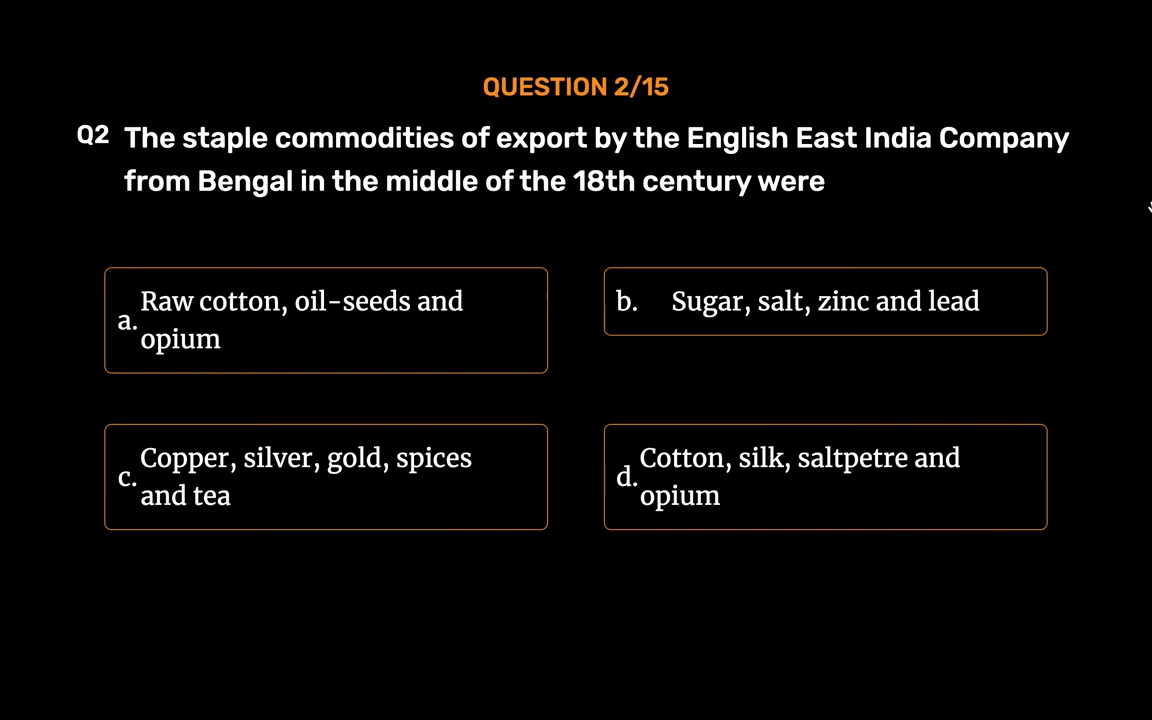 QUESTION 2/15
Q2 The staple commodities of export by the English East India Company
from Bengal in the middle of the 18th century were
a. Raw cotton, oil-seeds and
opium
b. Sugar, salt, zinc and lead
c. Copper, silver, gold, spices
and tea
d. Cotton, silk, saltpetre and
opium